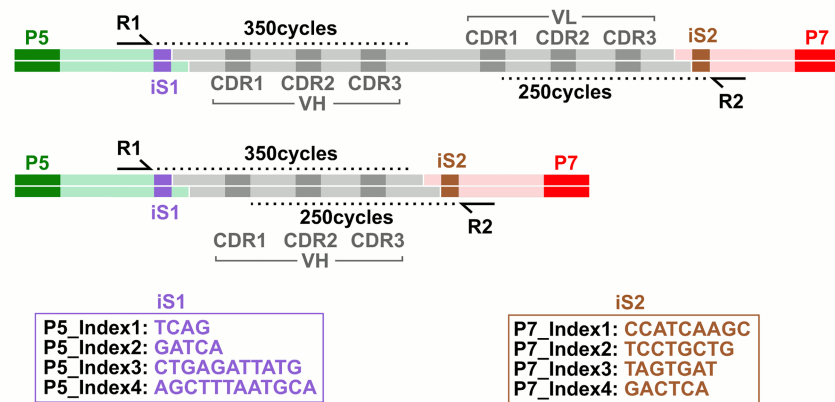 R1 350cycles VL
P5 CDR1 CDR2 CDR3 iS2 P7
iS1 CDR1 CDR2 CDR3 250cycles R2
VH
R1 350cycles iS2
P5 P7
iS1 250cycles R2
CDR1 CDR2 CDR3
VH
iS1
P5_Index1: TCAG
P5_Index2: GATCA
P5_Index3: CTGAGATTATG
P5_Index4: AGCTTTAATGCA
iS2
P7_Index1: CCATCAAGC
P7_Index2: TCCTGCTG
P7_Index3: TAGTGAT
P7_Index4: GACTCA